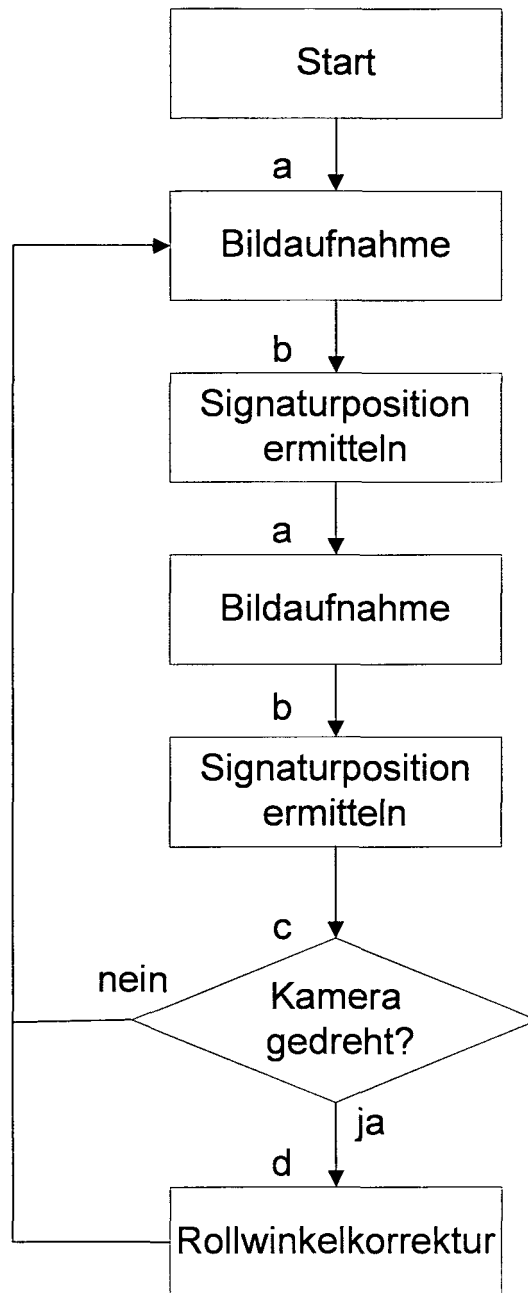 Start
a
Bildaufnahme
b
Signaturposition
ermitteln
a
Bildaufnahme
b
Signaturposition
ermitteln
c
nein
Kamera
gedreht?
ja
d
Rollwinkelkorrektur